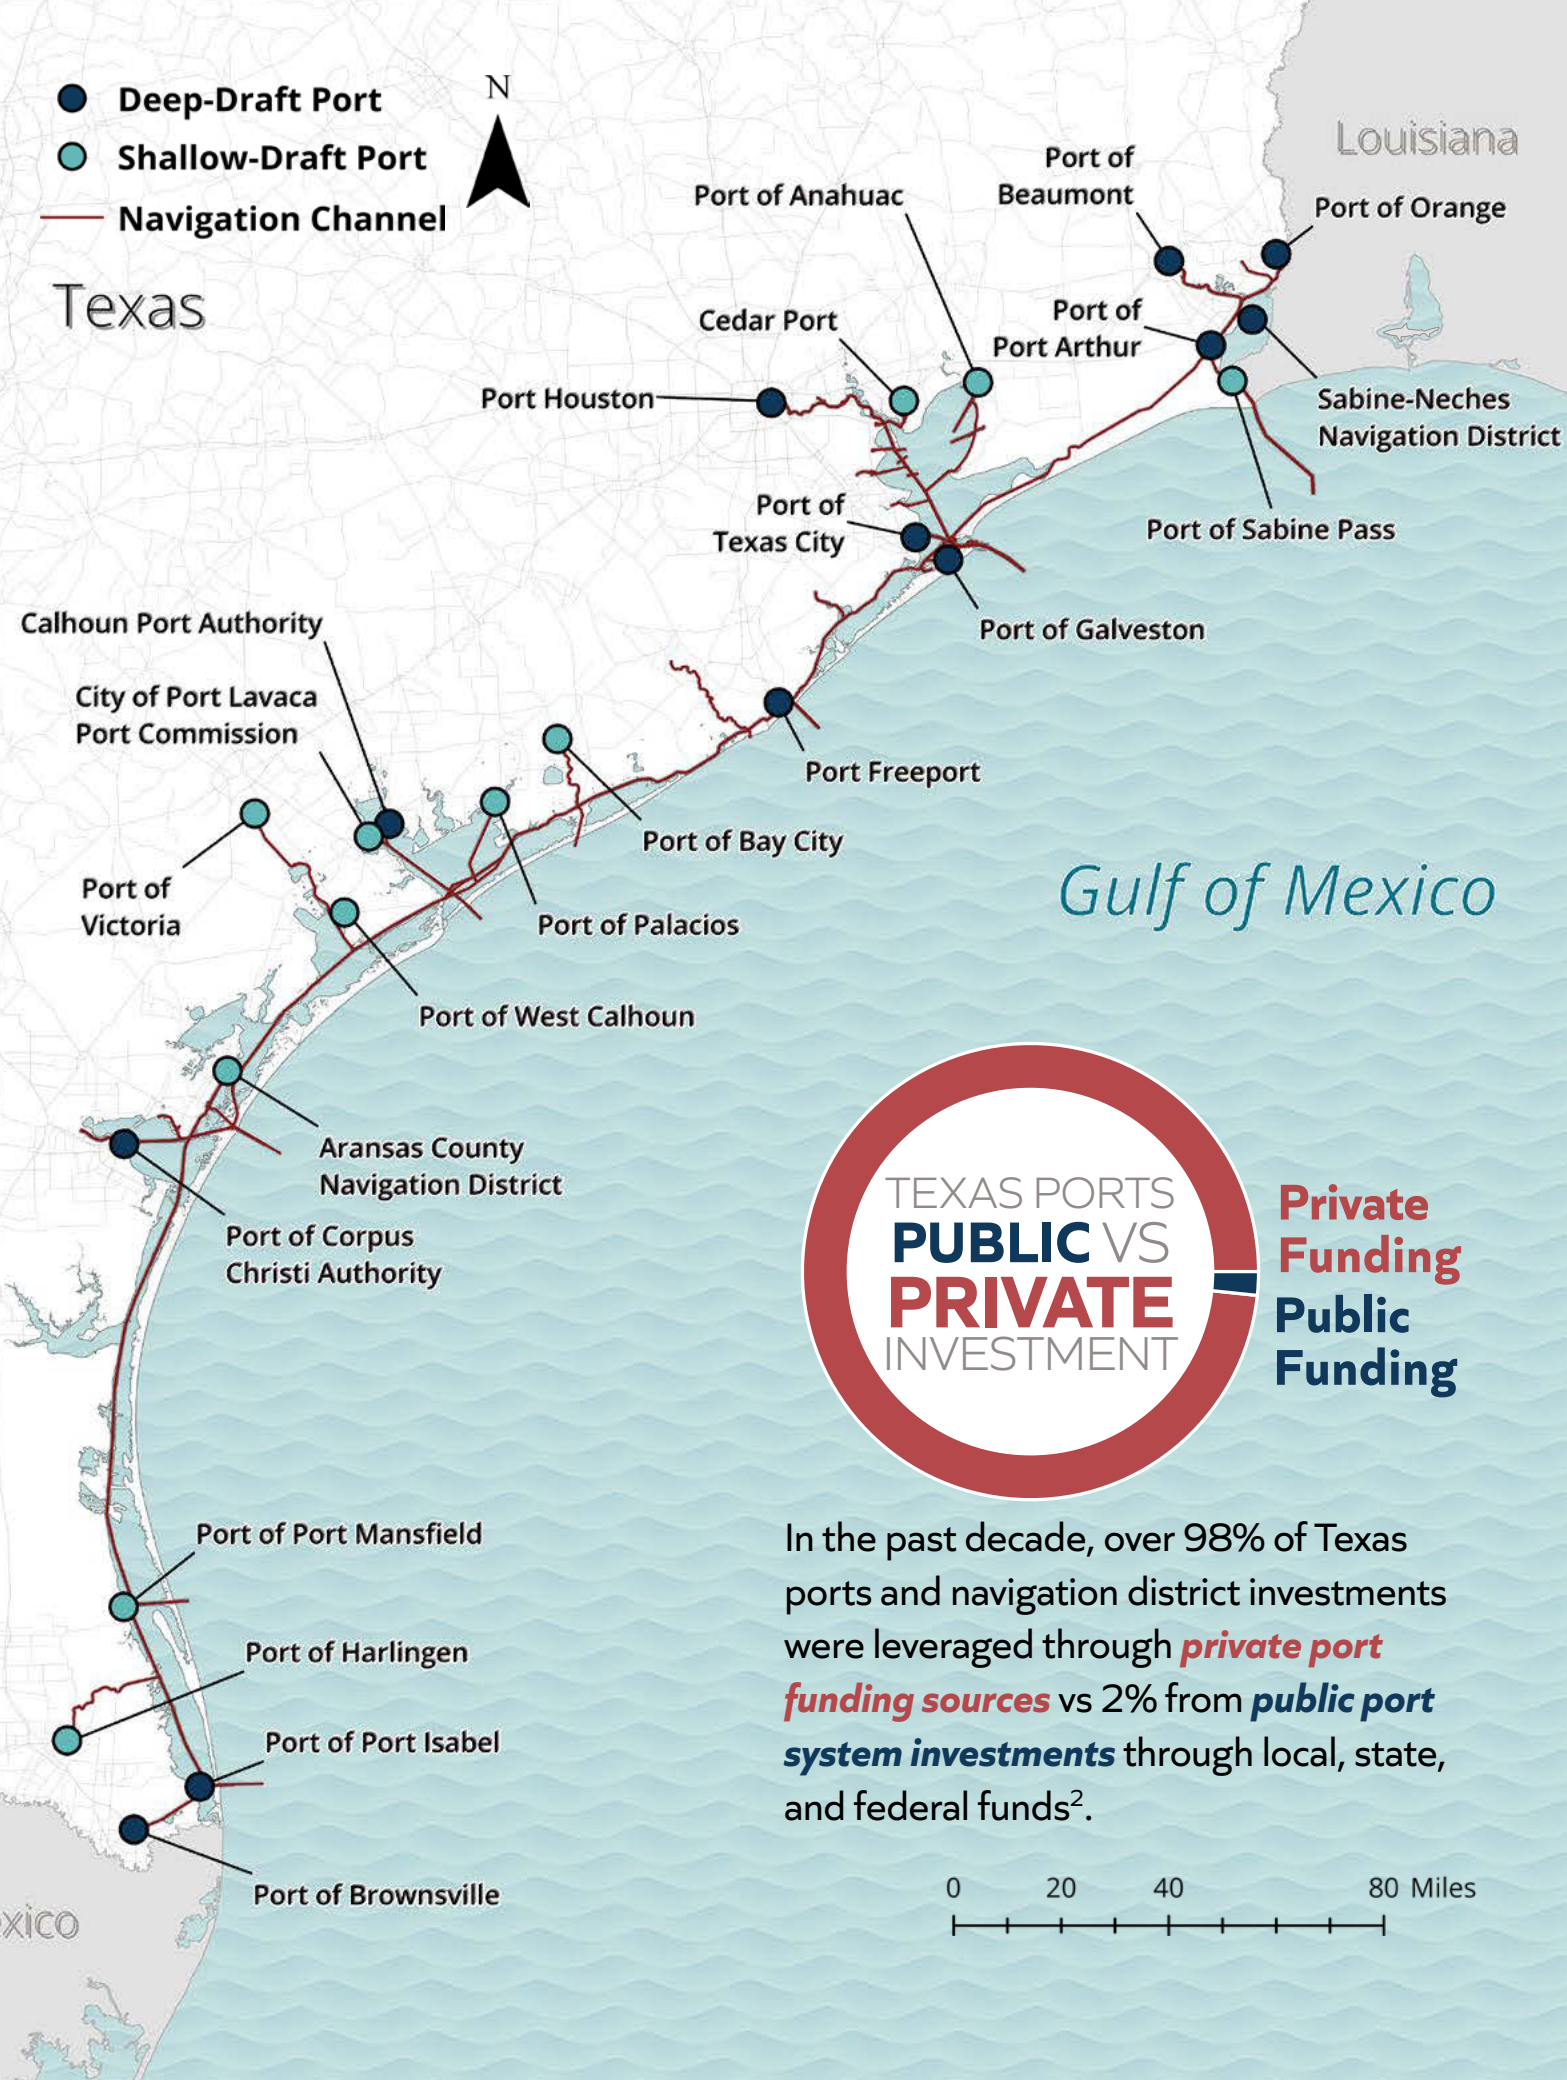 Deep-Draft Port
Shallow-Draft Port
Navigation Channel
N
Texas
Louisiana
Port of
Beaumont
Port of Anahuac
Port of Orange
Cedar Port
Port of
Port Arthur
Port Houston
Sabine-Neches
Navigation District
Port of
Texas City
Port of Sabine Pass
Calhoun Port Authority
Port of Galveston
City of Port Lavaca
Port Commission
Port Freeport
Port of Bay City
Port of
Victoria
Port of Palacios
Gulf of Mexico
Port of West Calhoun
Aransas County
Navigation District
Port of Corpus
Christi Authority
TEXAS PORTS
PUBLIC VS
PRIVATE
INVESTMENT
Private
Funding
Public
Funding
Port of Port Mansfield
Port of Harlingen
Port of Port Isabel
Port of Brownsville
xico
In the past decade, over 98% of Texas
ports and navigation district investments
were leveraged through private port
funding sources vs 2% from public port
system investments through local, state,
and federal funds².
0 20 40 80 Miles